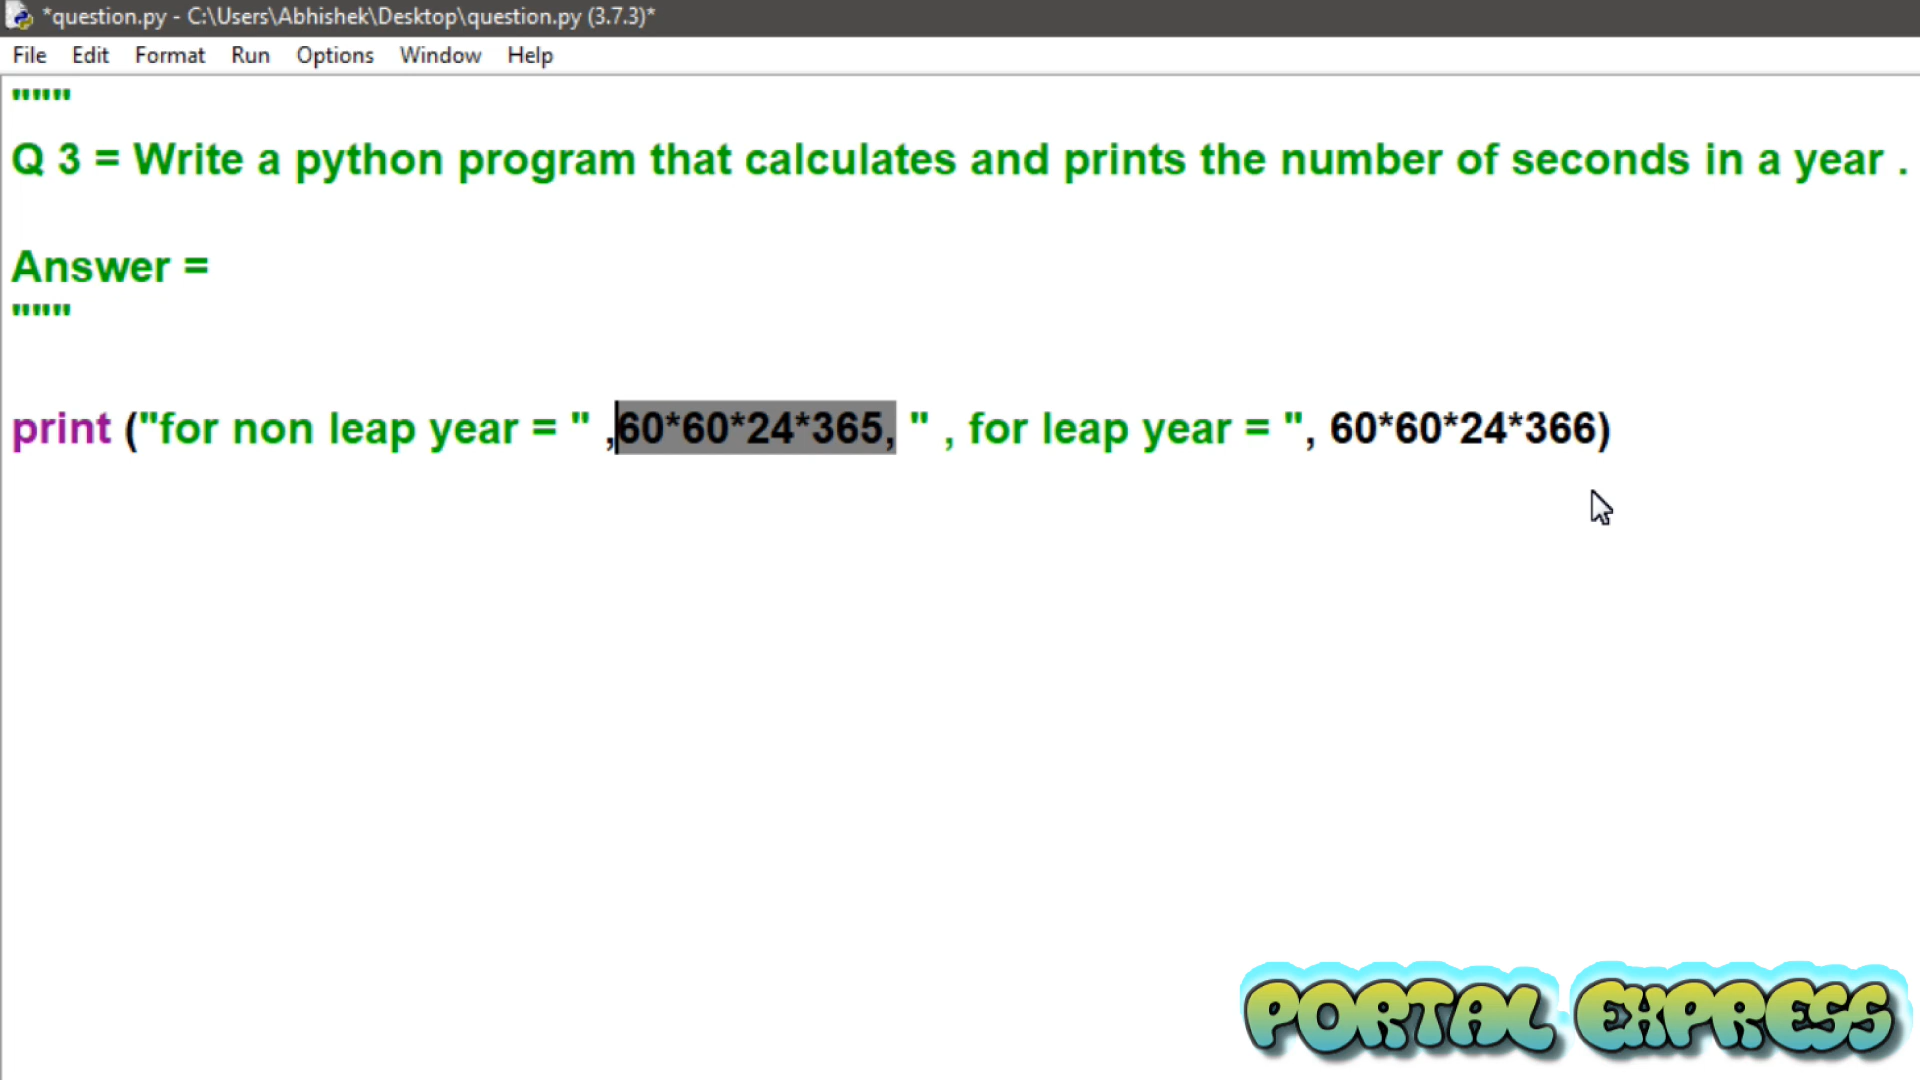 *question.py - C:\Users\Abhishek\Desktop\question.py (3.7.3)*
File Edit Format Run Options Window Help
"""
Q 3 = Write a python program that calculates and prints the number of seconds in a year .
Answer =
"""
print ("for non leap year = " ,60*60*24*365, " , for leap year = ", 60*60*24*366)
PORTAL EXPRESS